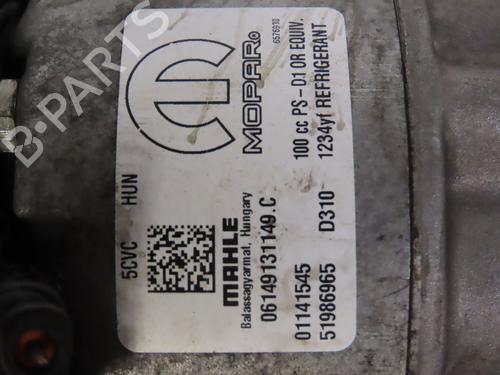 6576910
MOPAR
100 cc PS-D1 OR EQUIV.
1234yf REFRIGERANT
5CVC HUN
MAHLE
Balassagyarmat, Hungary
06149131149.C
01141545
51986965 D310
B-Parts